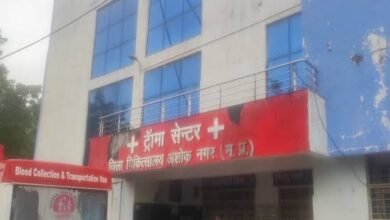 + ट्रॉमा सेन्टर +
जिला चिकित्सालय अशोक नगर (म.प्र.)
Blood Collection & Transportation Van